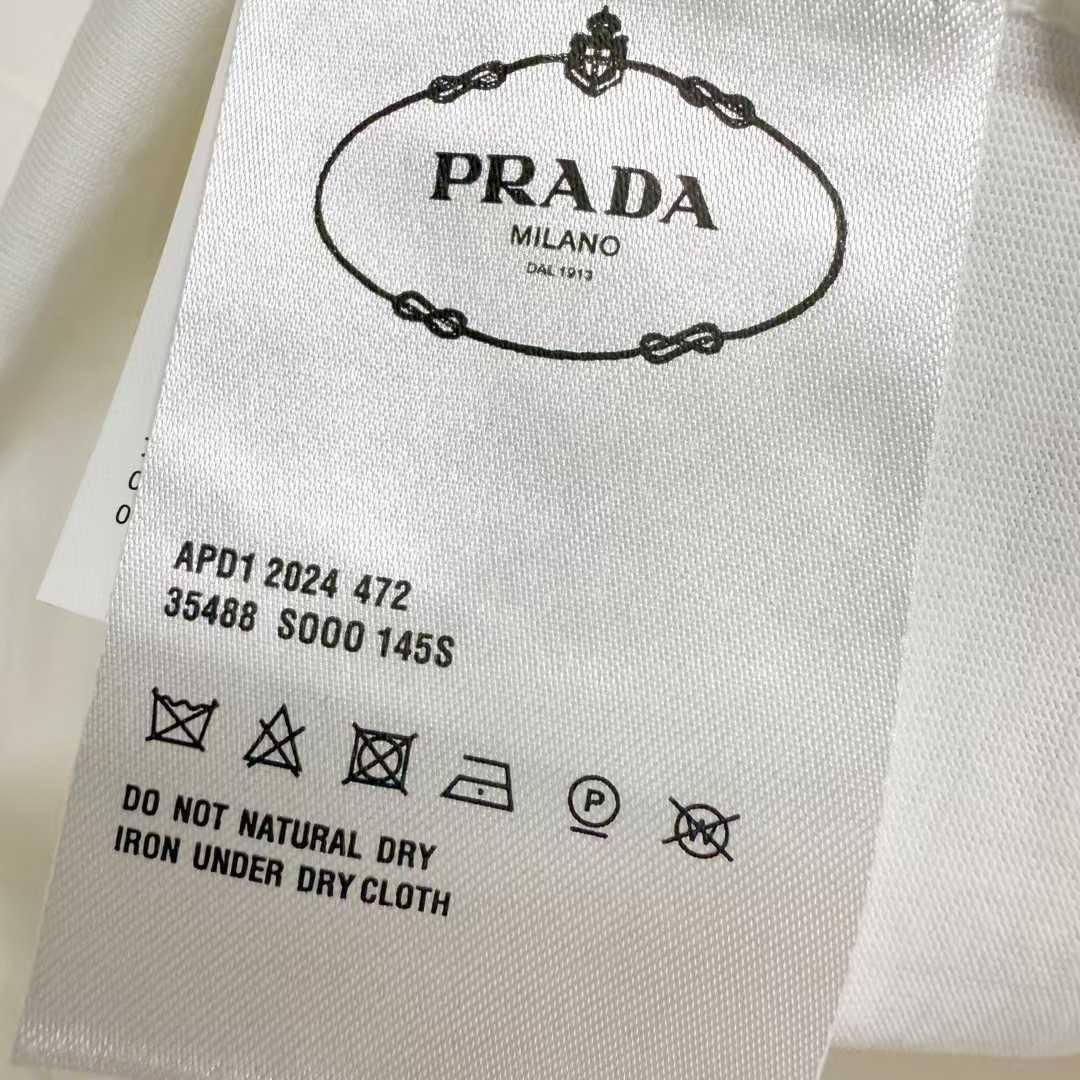 PRADA
MILANO
DAL 1913
APD1 2024 472
35488 S000 145S
P
W
DO NOT NATURAL DRY
IRON UNDER DRY CLOTH